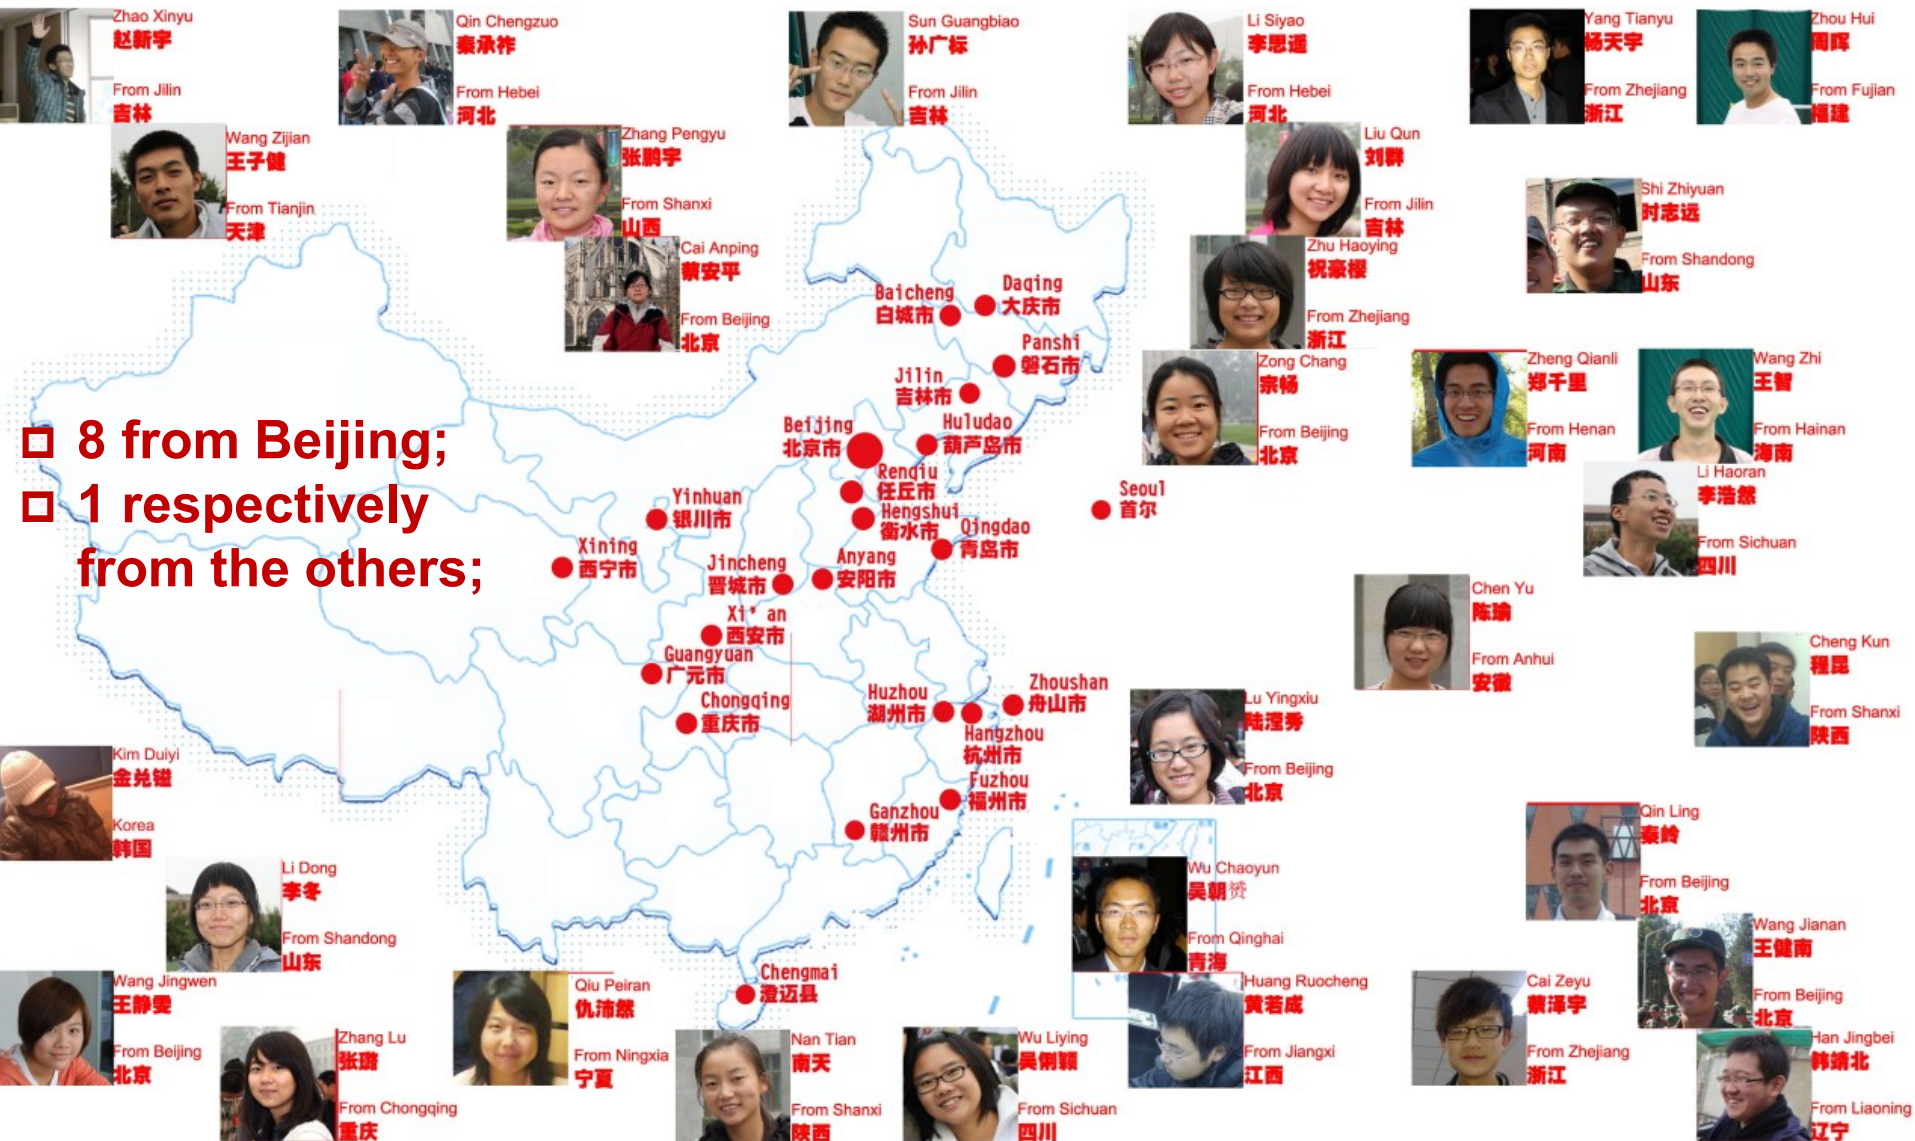 Zhao Xinyu
赵新宇
From Jilin
吉林
Qin Chengzuo
秦承祚
From Hebei
河北
Sun Guangbiao
孙广标
From Jilin
吉林
Li Siyao
李思遥
From Hebei
河北
Yang Tianyu
杨天宇
From Zhejiang
浙江
Zhou Hui
周晖
From Fujian
福建
Wang Zijian
王子健
From Tianjin
天津
Zhang Pengyu
张鹏宇
From Shanxi
山西
Liu Qun
刘群
From Jilin
吉林
Shi Zhiyuan
时志远
From Shandong
山东
Cai Anping
蔡安平
From Beijing
北京
Zhu Haoying
祝豪樱
From Zhejiang
浙江
Zong Chang
宗畅
From Beijing
北京
Zheng Qianli
郑千里
From Henan
河南
Wang Zhi
王智
From Hainan
海南
Li Haoran
李浩然
From Sichuan
四川
8 from Beijing;
1 respectively
from the others;
Baicheng
白城市
Daqing
大庆市
Panshi
磐石市
Jilin
吉林市
Beijing
北京市
Huludao
葫芦岛市
Renqiu
任丘市
Hengshui
衡水市
Yinhuan
银川市
Qingdao
青岛市
Seoul
首尔
Xining
西宁市
Jincheng
晋城市
Anyang
安阳市
Xi' an
西安市
Guangyuan
广元市
Chongqing
重庆市
Huzhou
湖州市
Zhoushan
舟山市
Hangzhou
杭州市
Fuzhou
福州市
Ganzhou
赣州市
Chengmai
澄迈县
Chen Yu
陈瑜
From Anhui
安徽
Cheng Kun
程昆
From Shanxi
陕西
Lu Yingxiu
陆滢秀
From Beijing
北京
Kim Duiyi
Korea
韩国
Qin Ling
秦岭
From Beijing
北京
Li Dong
李冬
From Shandong
山东
Wu Chaoyun
吴朝赟
From Qinghai
青海
Wang Jianan
王健南
From Beijing
北京
Wang Jingwen
王静雯
From Beijing
北京
Qiu Peiran
仇沛然
From Ningxia
宁夏
Huang Ruocheng
黄若成
From Jiangxi
江西
Cai Zeyu
蔡泽宇
From Zhejiang
浙江
Zhang Lu
张璐
From Chongqing
重庆
Nan Tian
南天
From Shanxi
陕西
Wu Liying
吴俐颖
From Sichuan
四川
Han Jingbei
韩靖北
From Liaoning
辽宁